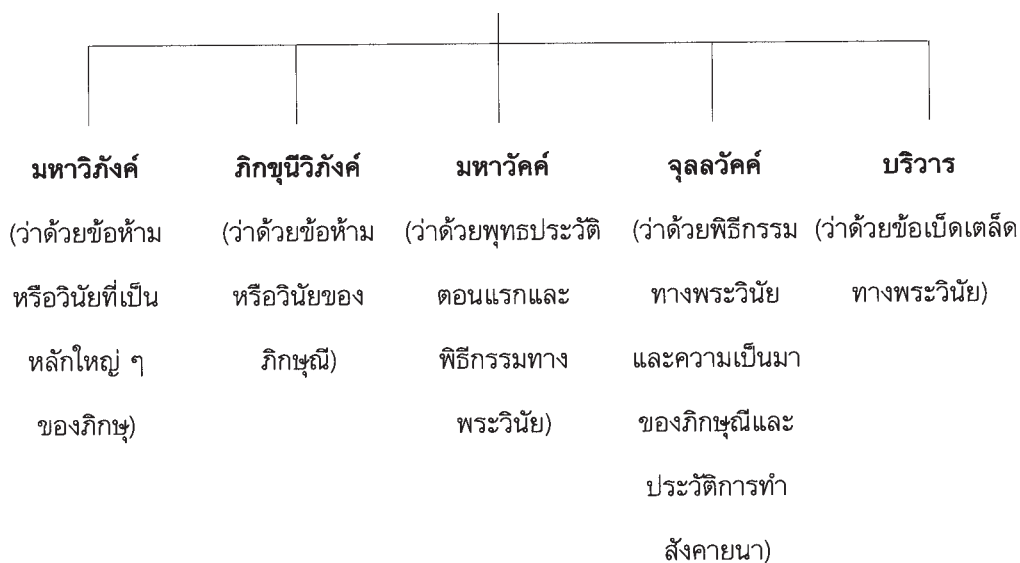 มหาวิภังค์
(ว่าด้วยข้อห้าม
หรือวินัยที่เป็น
หลักใหญ่ ๆ
ของภิกษุ)
ภิกขุนีวิภังค์
(ว่าด้วยข้อห้าม
หรือวินัยของ
ภิกษุณี)
มหาวัคค์
(ว่าด้วยพุทธประวัติ
ตอนแรกและ
พิธีกรรมทาง
พระวินัย)
จุลลวัคค์
(ว่าด้วยพิธีกรรม
ทางพระวินัย
และความเป็นมา
ของภิกษุณีและ
ประวัติการทำ
สังคายนา)
บริวาร
(ว่าด้วยข้อเบ็ดเตล็ด
ทางพระวินัย)